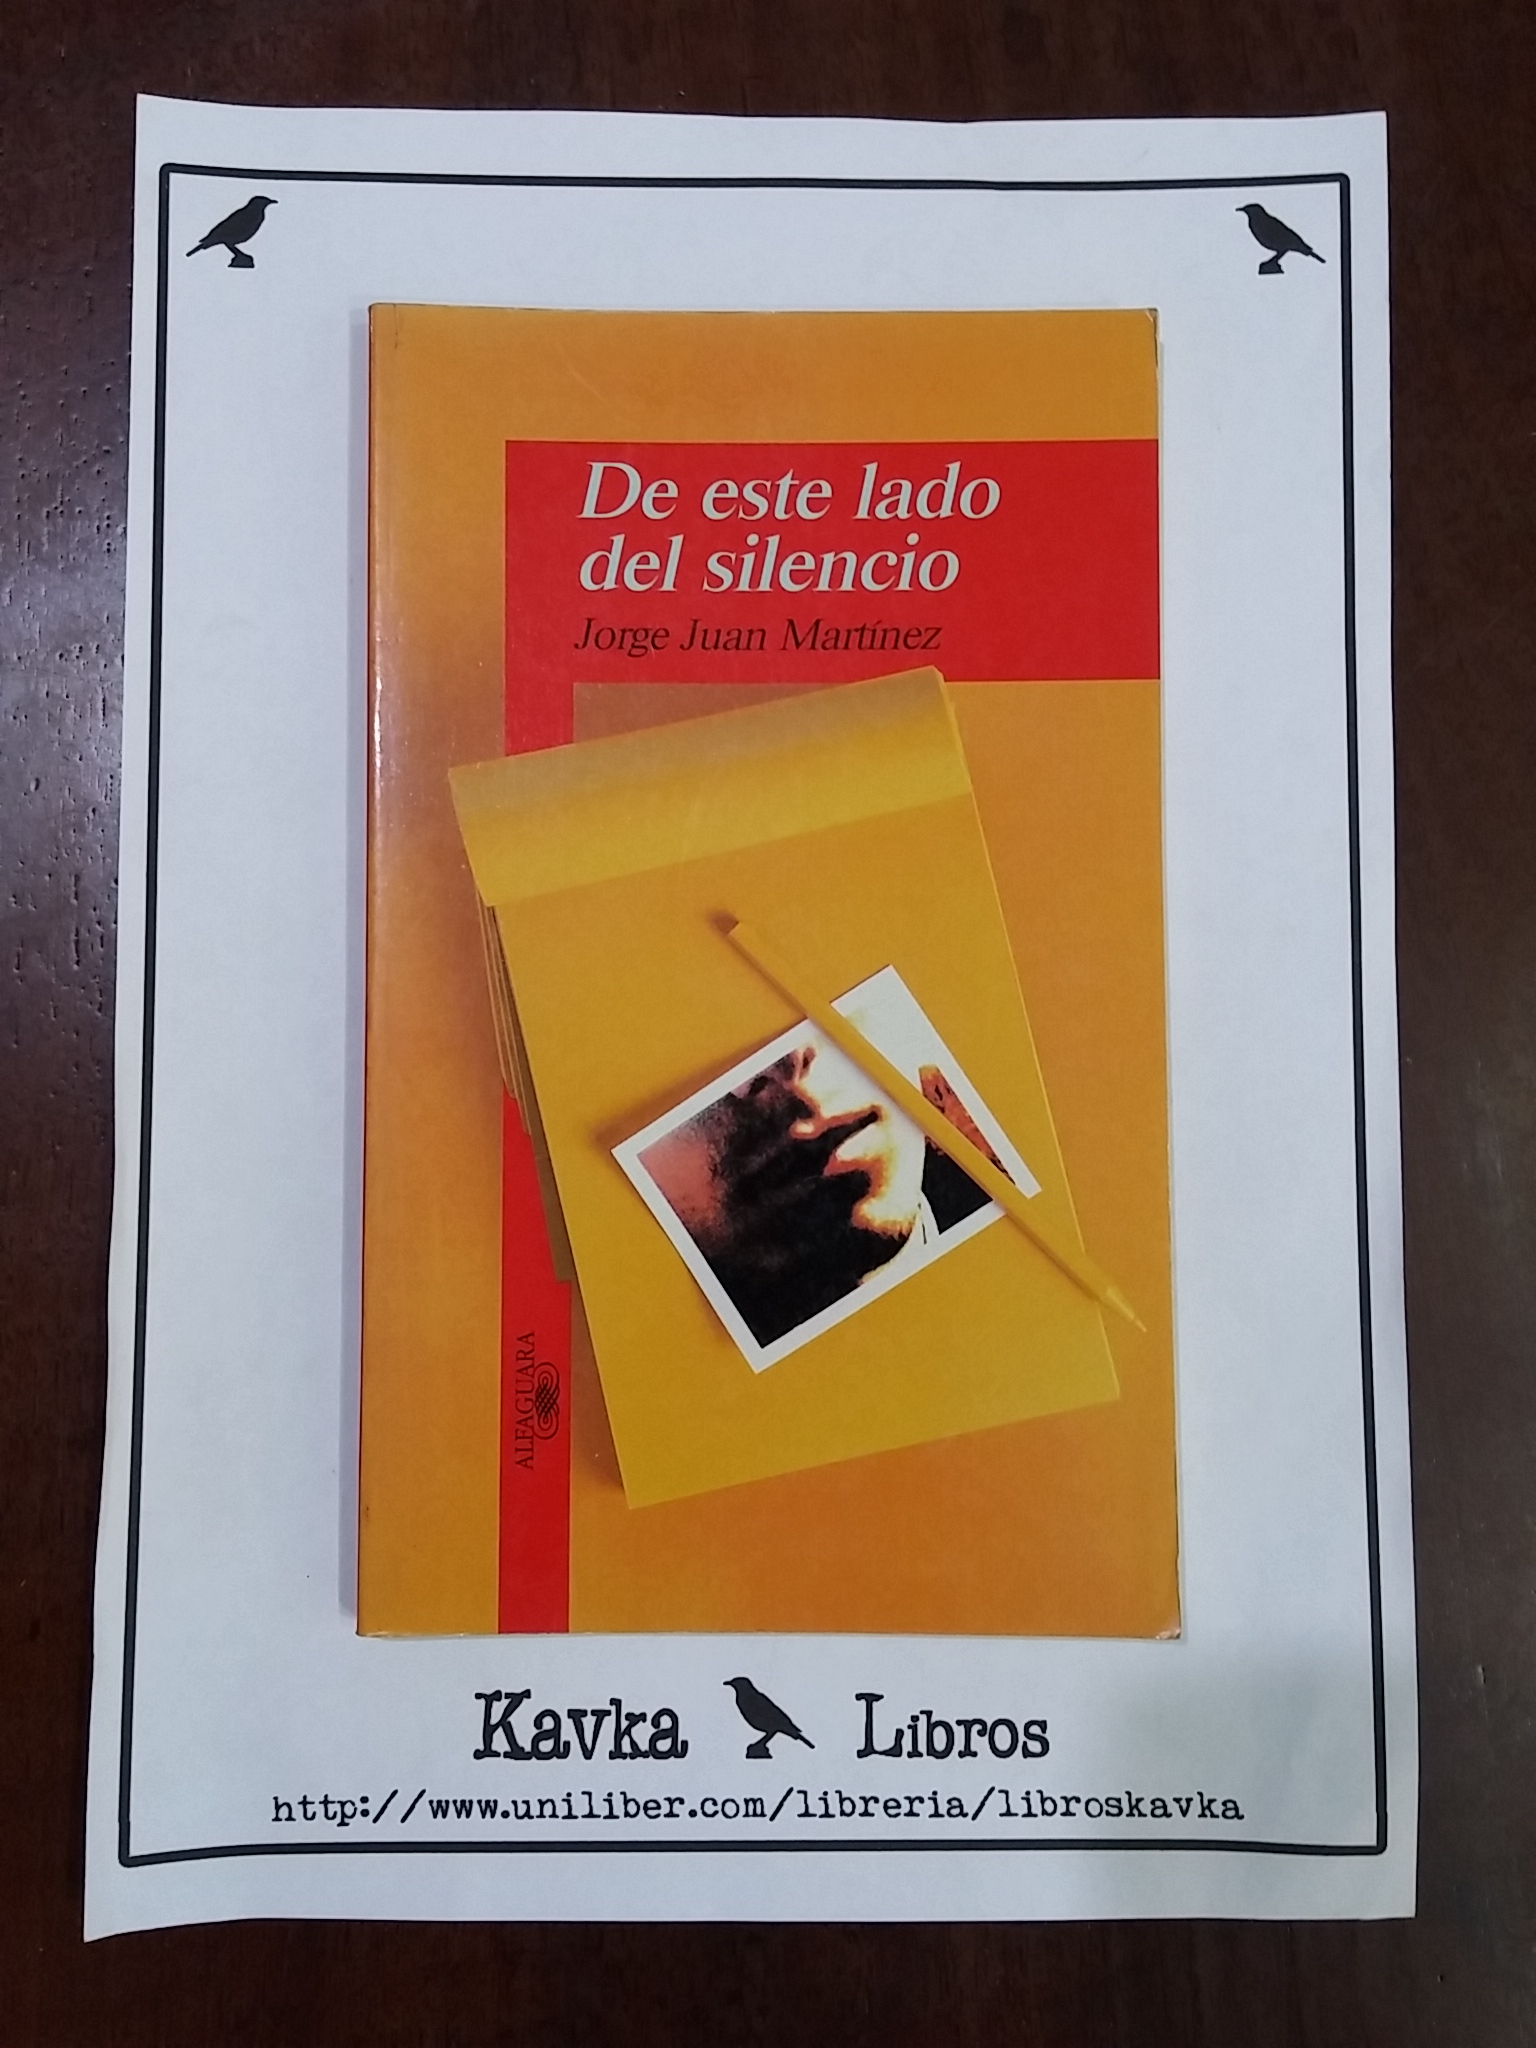 De este lado
del silencio
Jorge Juan Martínez
ALFAGUARA
Kavka Libros
http://www.uniliber.com/libreria/libroskavka